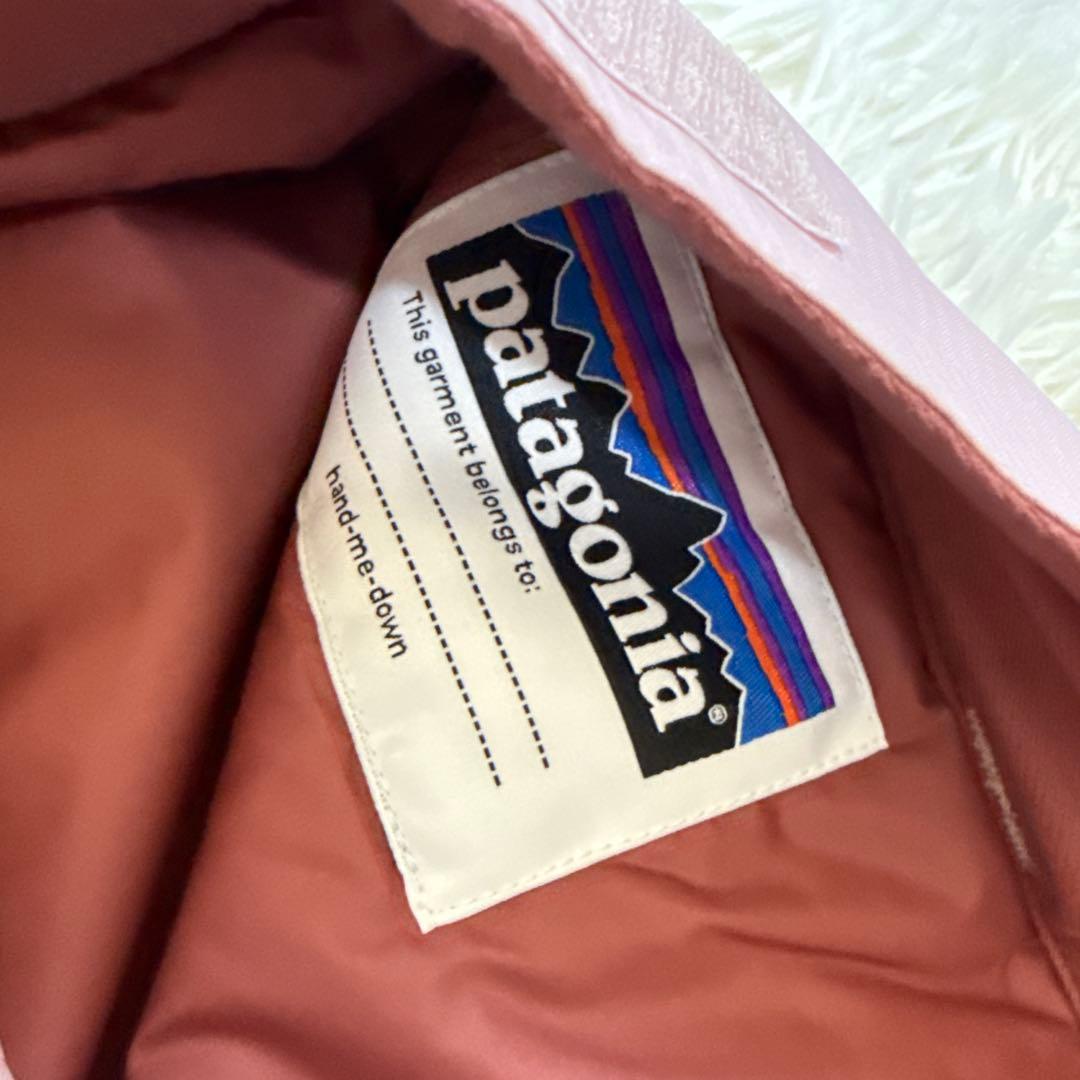 patagonia®
This garment belongs to:
hand-me-down